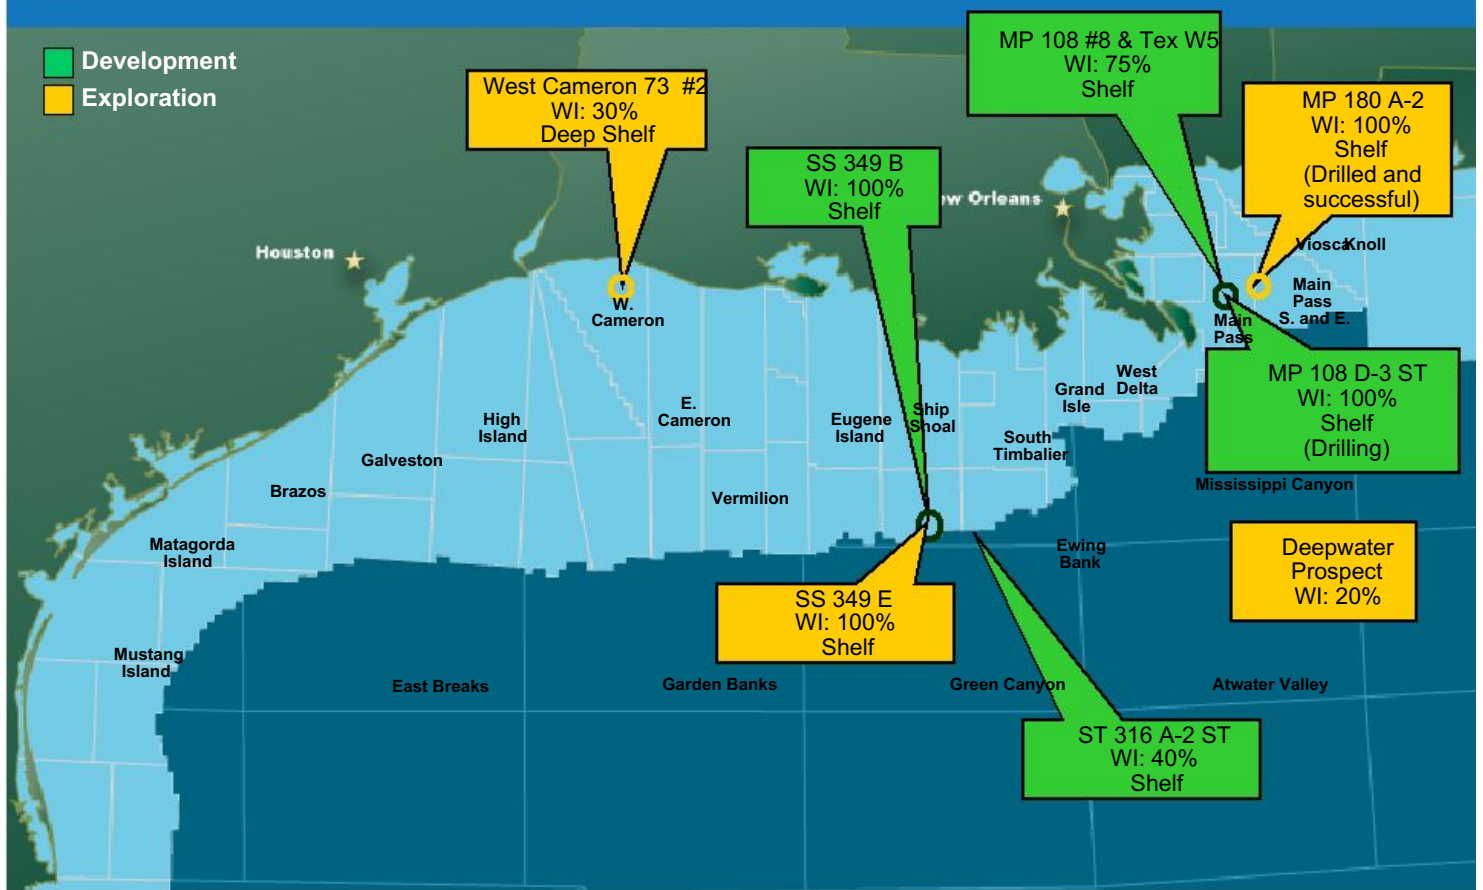 Development
Exploration
West Cameron 73 #2
WI: 30%
Deep Shelf
MP 108 #8 & Tex W5
WI: 75%
Shelf
MP 180 A-2
WI: 100%
Shelf
(Drilled and
successful)
SS 349 B
WI: 100%
Shelf
ew Orleans
Houston
Viosca Knoll
W.
Cameron
Main
Pass
S. and E.
Main
Pass
MP 108 D-3 ST
WI: 100%
Shelf
(Drilling)
West
Delta
Grand
Isle
High
Island
E.
Cameron
Eugene
Island
Ship
Shoal
South
Timbalier
Galveston
Brazos
Vermilion
Mississippi Canyon
Matagorda
Island
Ewing
Bank
Deepwater
Prospect
WI: 20%
SS 349 E
WI: 100%
Shelf
Mustang
Island
East Breaks
Garden Banks
Green Canyon
Atwater Valley
ST 316 A-2 ST
WI: 40%
Shelf